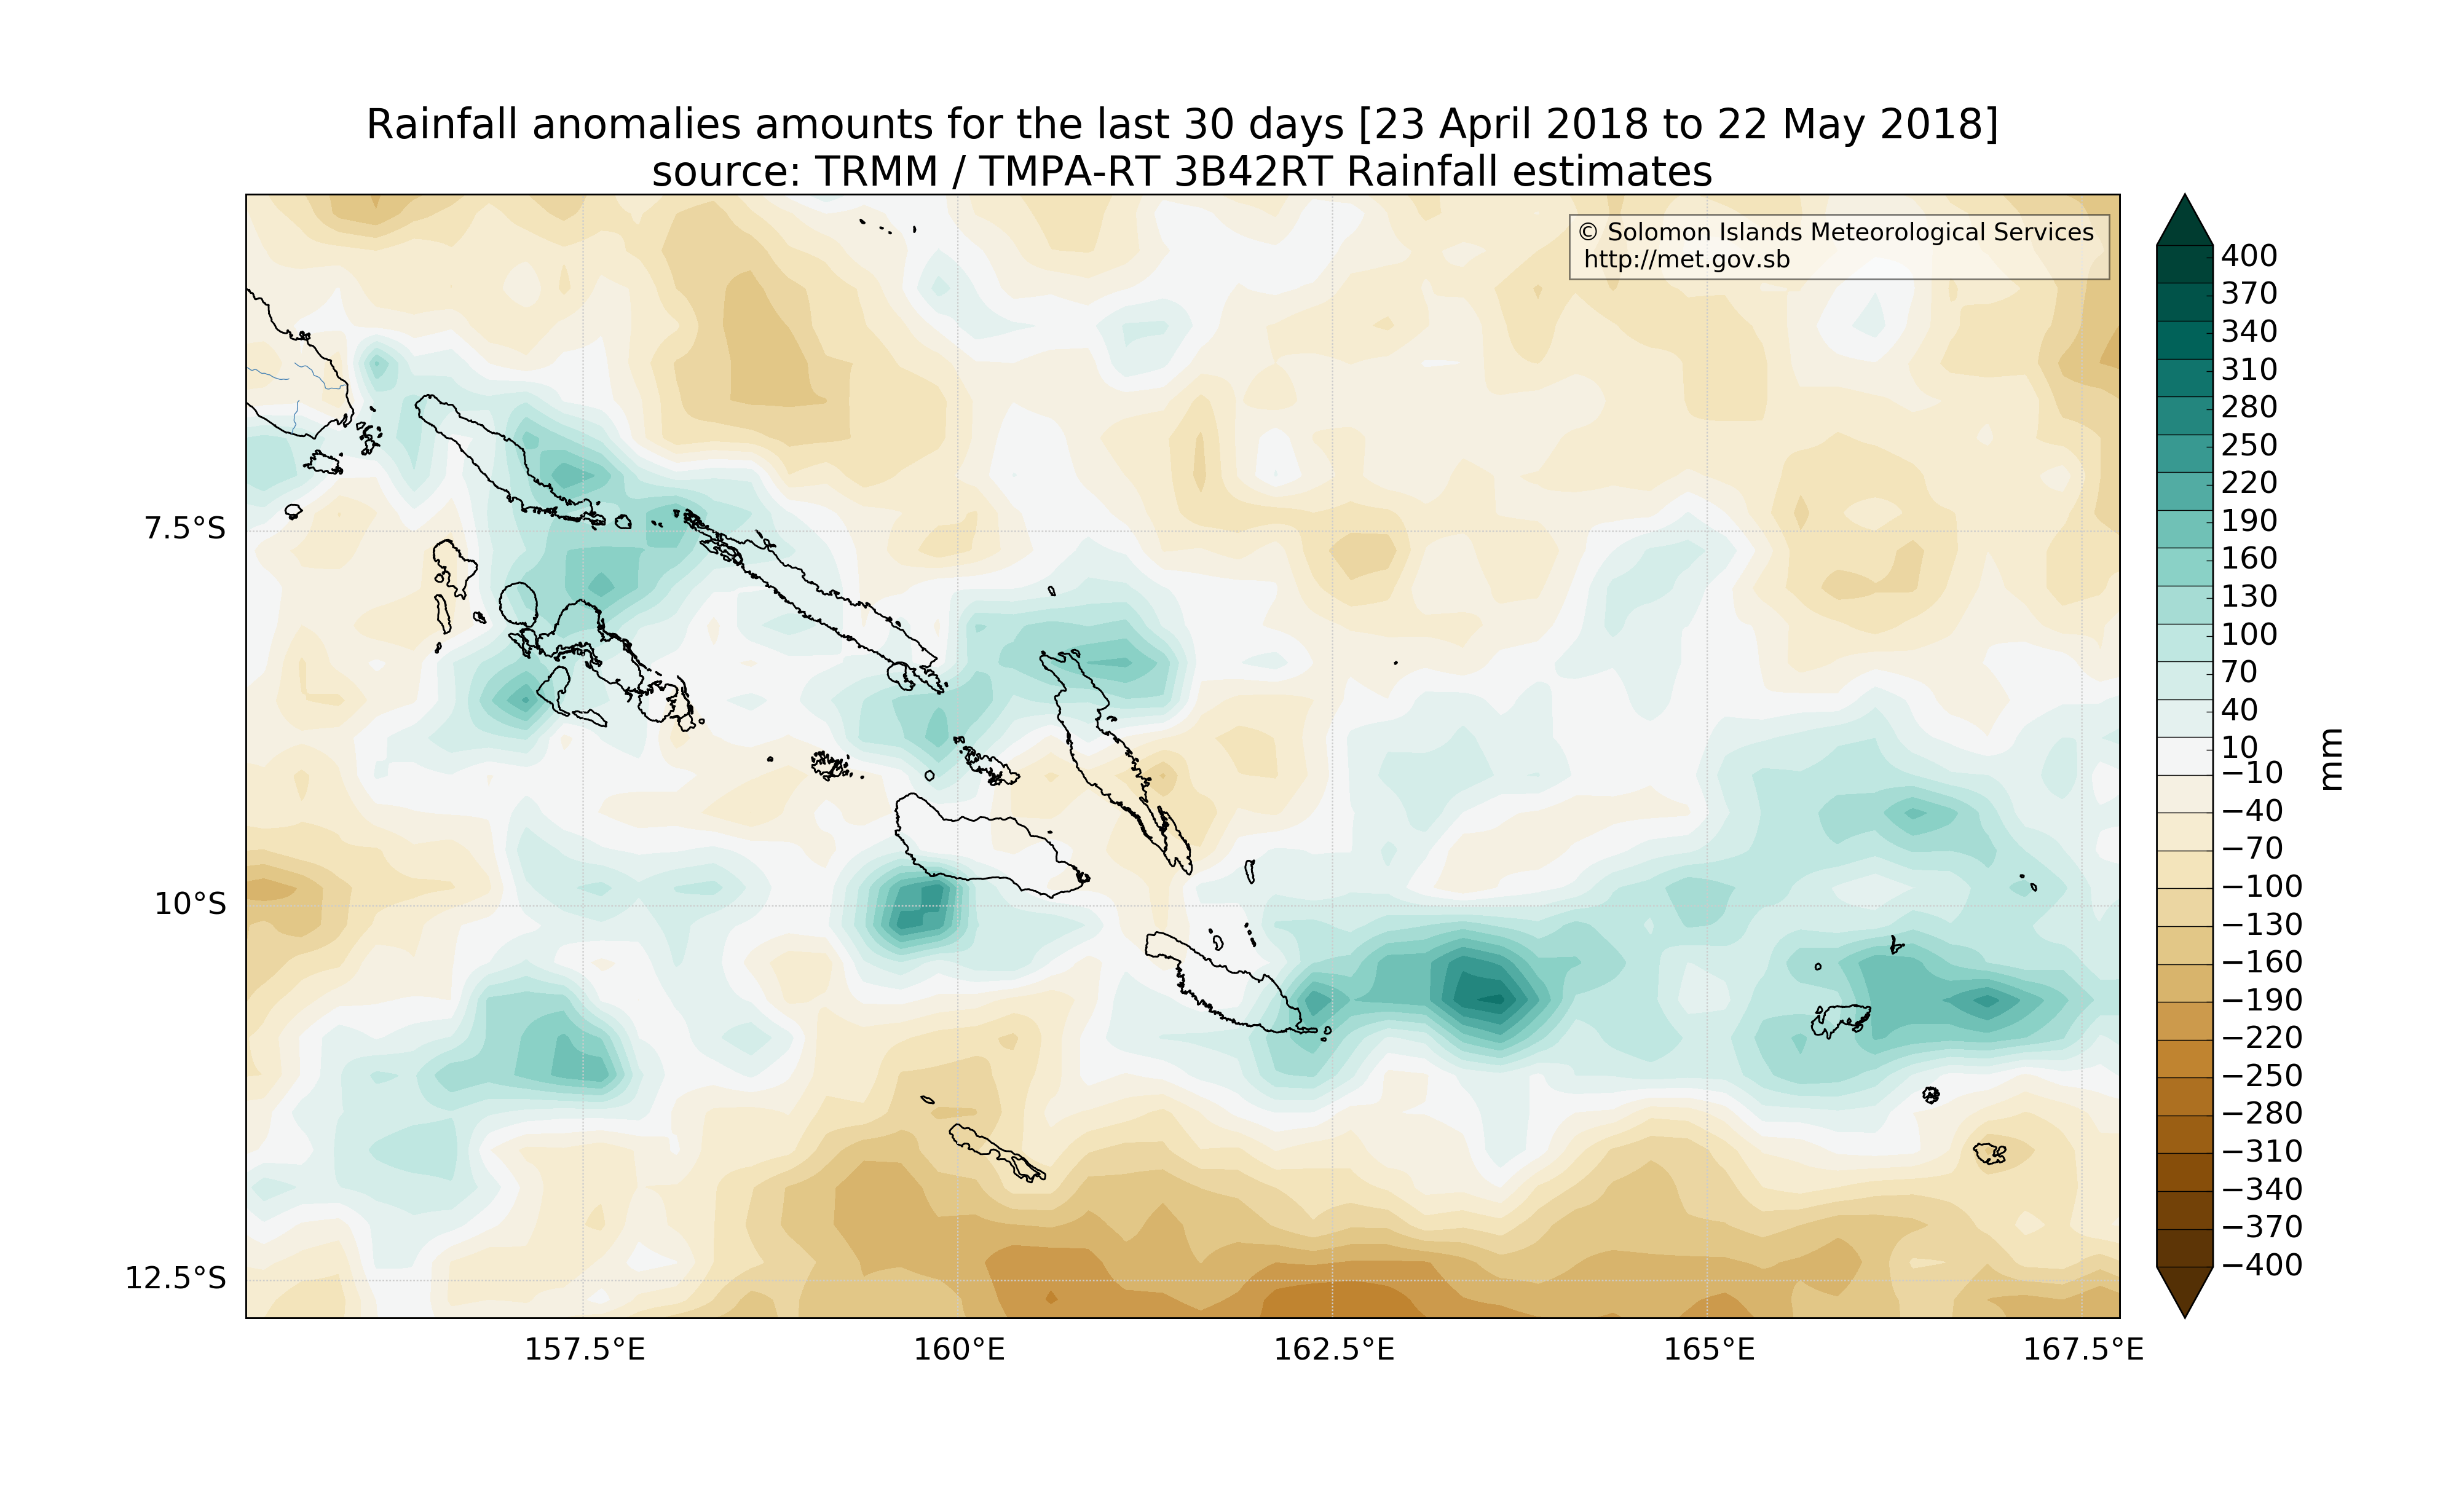 Rainfall anomalies amounts for the last 30 days [23 April 2018 to 22 May 2018]
source: TRMM / TMPA-RT 3B42RT Rainfall estimates
© Solomon Islands Meteorological Services
http://met.gov.sb
7.5°S
10°S
12.5°S
157.5°E
160°E
162.5°E
165°E
167.5°E
400
370
340
310
280
250
220
190
160
130
100
70
40
10
−10
−40
−70
−100
−130
−160
−190
−220
−250
−280
−310
−340
−370
−400
mm